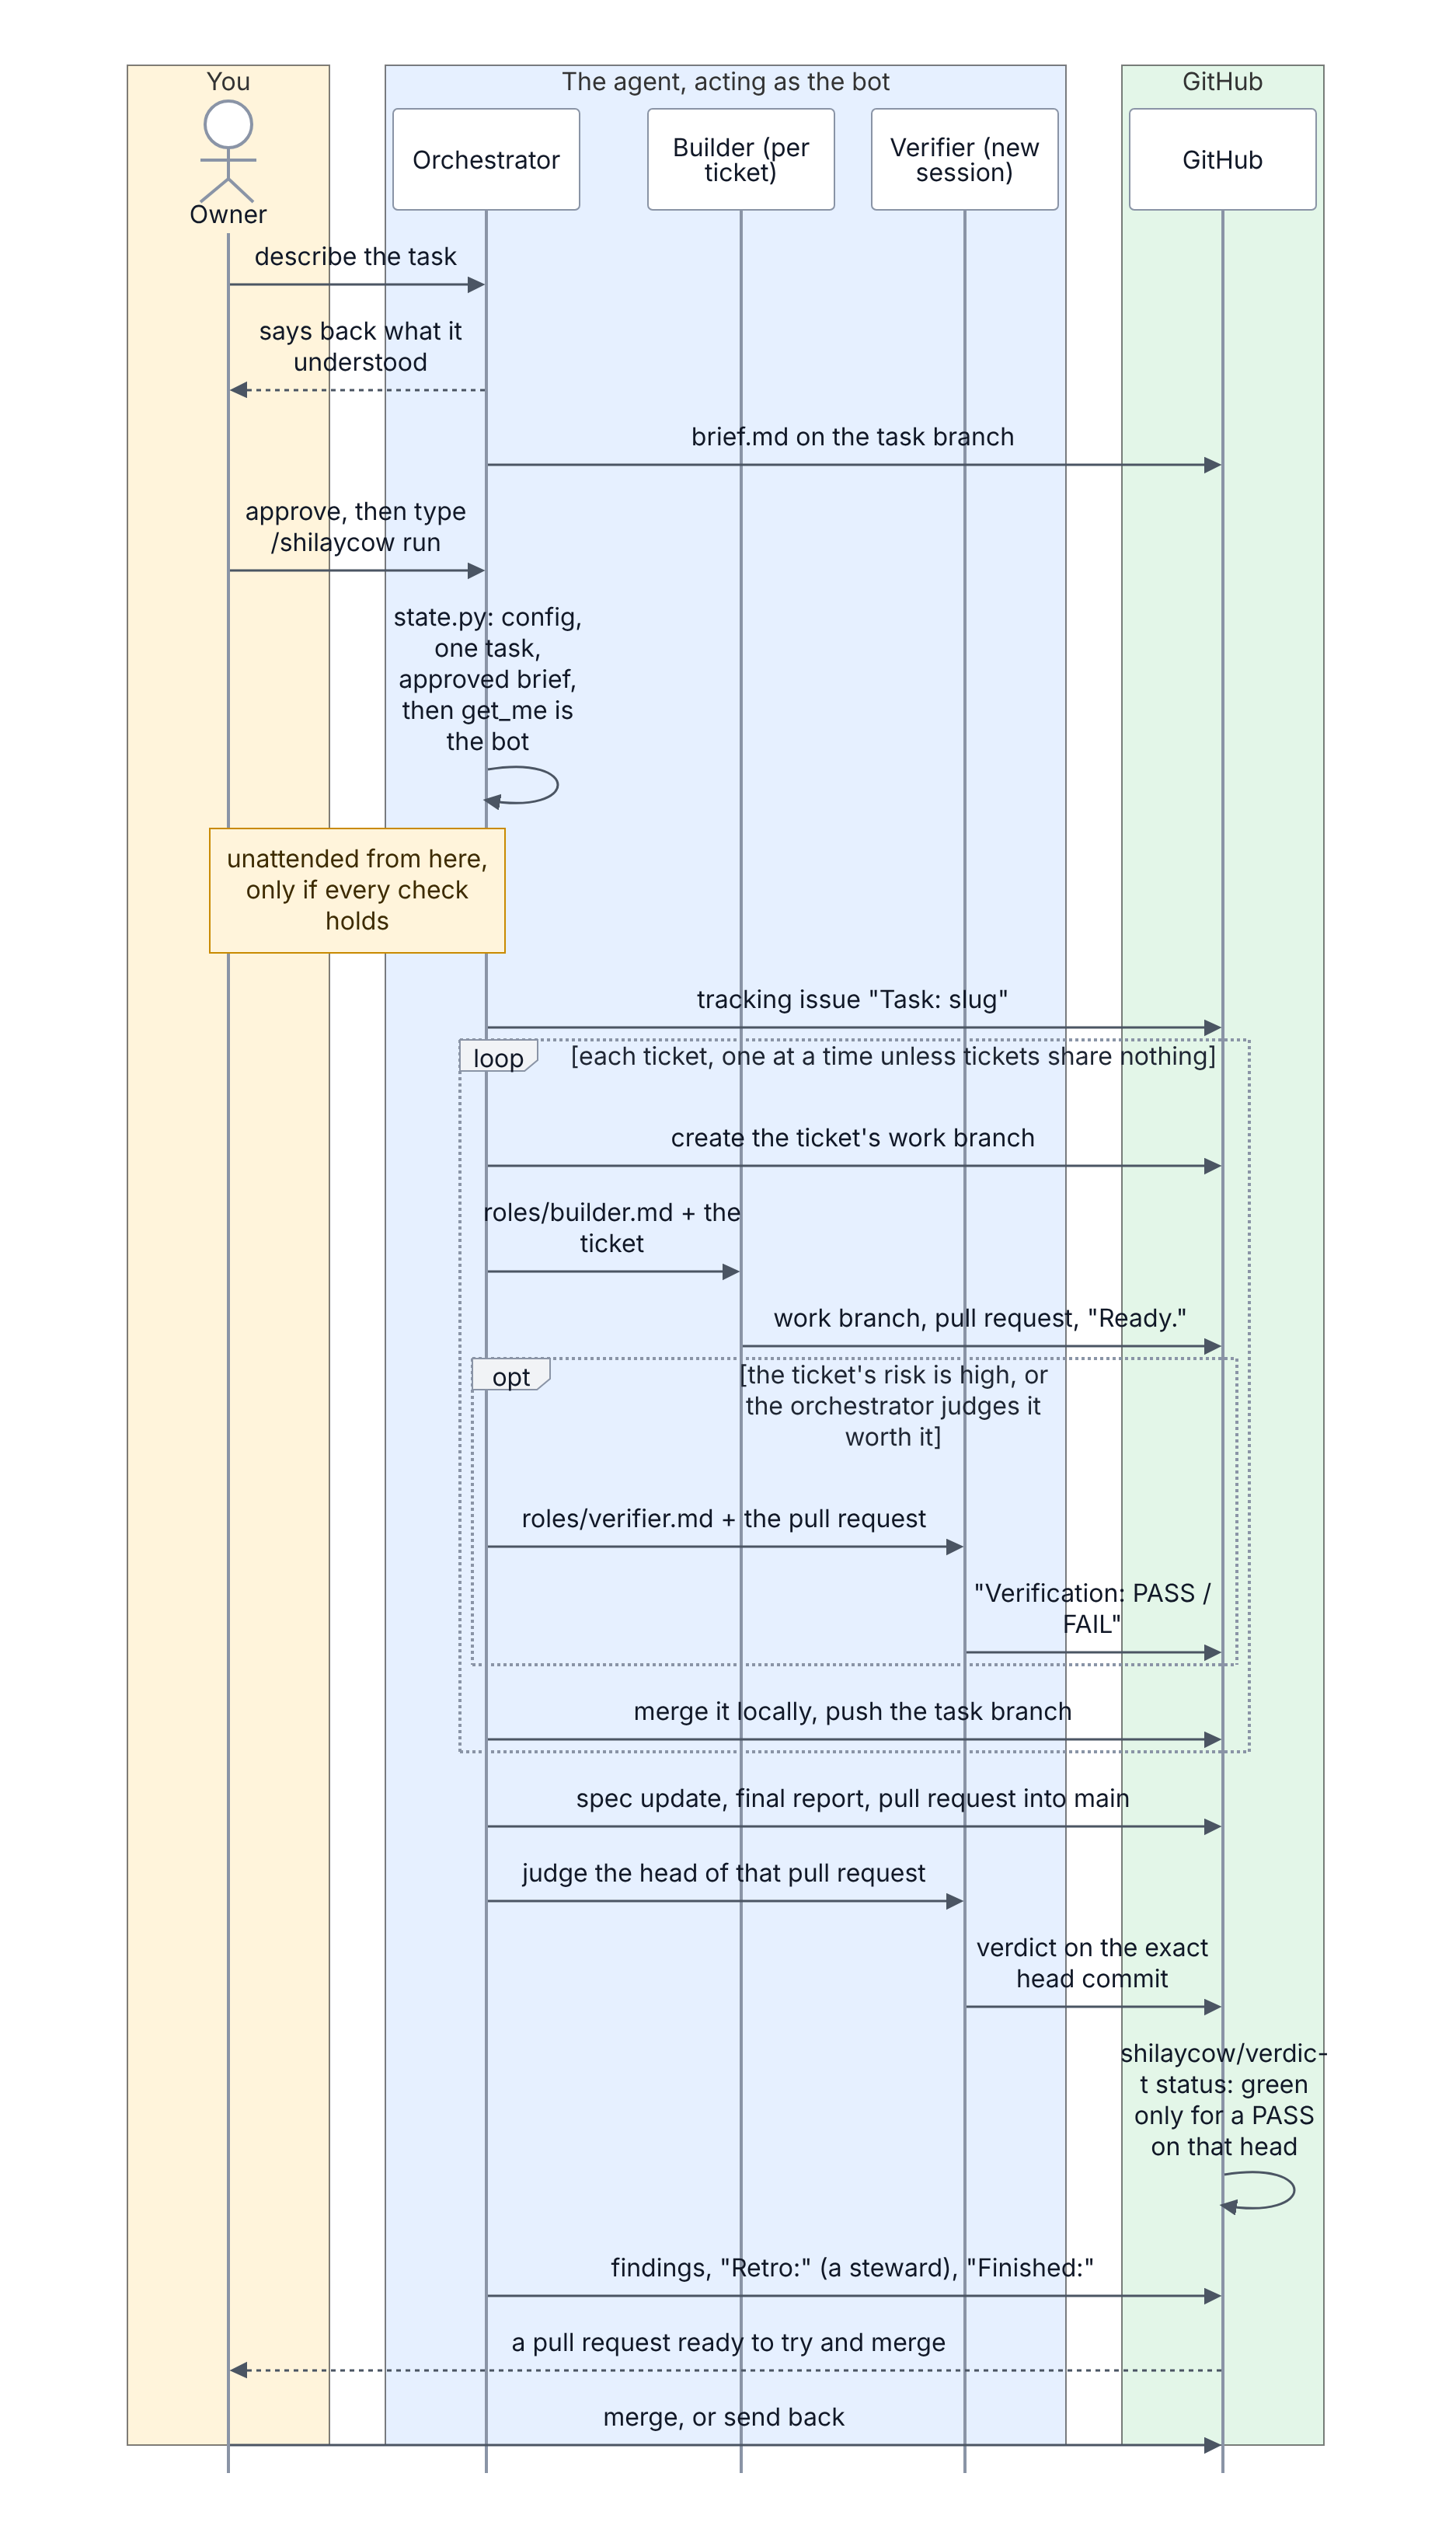 You
The agent, acting as the bot
GitHub
Owner
Orchestrator
Builder (per
ticket)
Verifier (new
session)
GitHub
describe the task
says back what it
understood
brief.md on the task branch
approve, then type
/shilaycow run
state.py: config,
one task,
approved brief,
then get_me is
the bot
unattended from here,
only if every check
holds
tracking issue "Task: slug"
loop
[each ticket, one at a time unless tickets share nothing]
create the ticket's work branch
roles/builder.md + the
ticket
work branch, pull request, "Ready."
opt
[the ticket's risk is high, or
the orchestrator judges it
worth it]
roles/verifier.md + the pull request
"Verification: PASS /
FAIL"
merge it locally, push the task branch
spec update, final report, pull request into main
judge the head of that pull request
verdict on the exact
head commit
shilaycow/verdic-
t status: green
only for a PASS
on that head
findings, "Retro:" (a steward), "Finished:"
a pull request ready to try and merge
merge, or send back